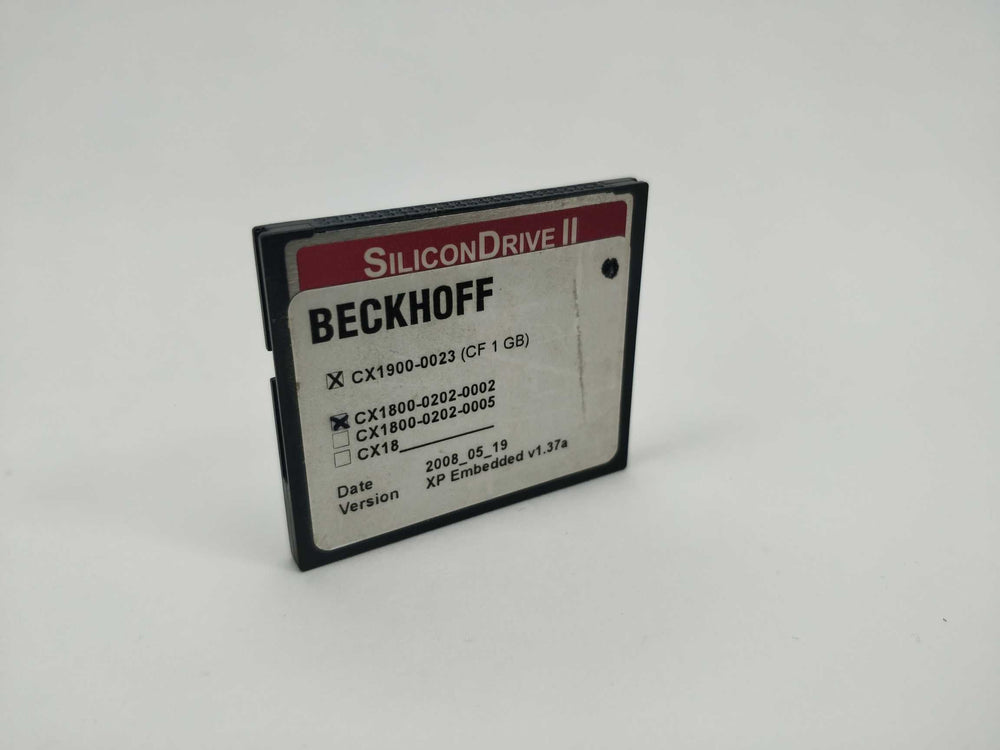 SILICONDRIVE II
BECKHOFF
☒ CX1900-0023 (CF 1 GB)
☒ CX1800-0202-0002
☐ CX1800-0202-0005
☐ CX18__________
Date 2008_05_19
Version XP Embedded v1.37a